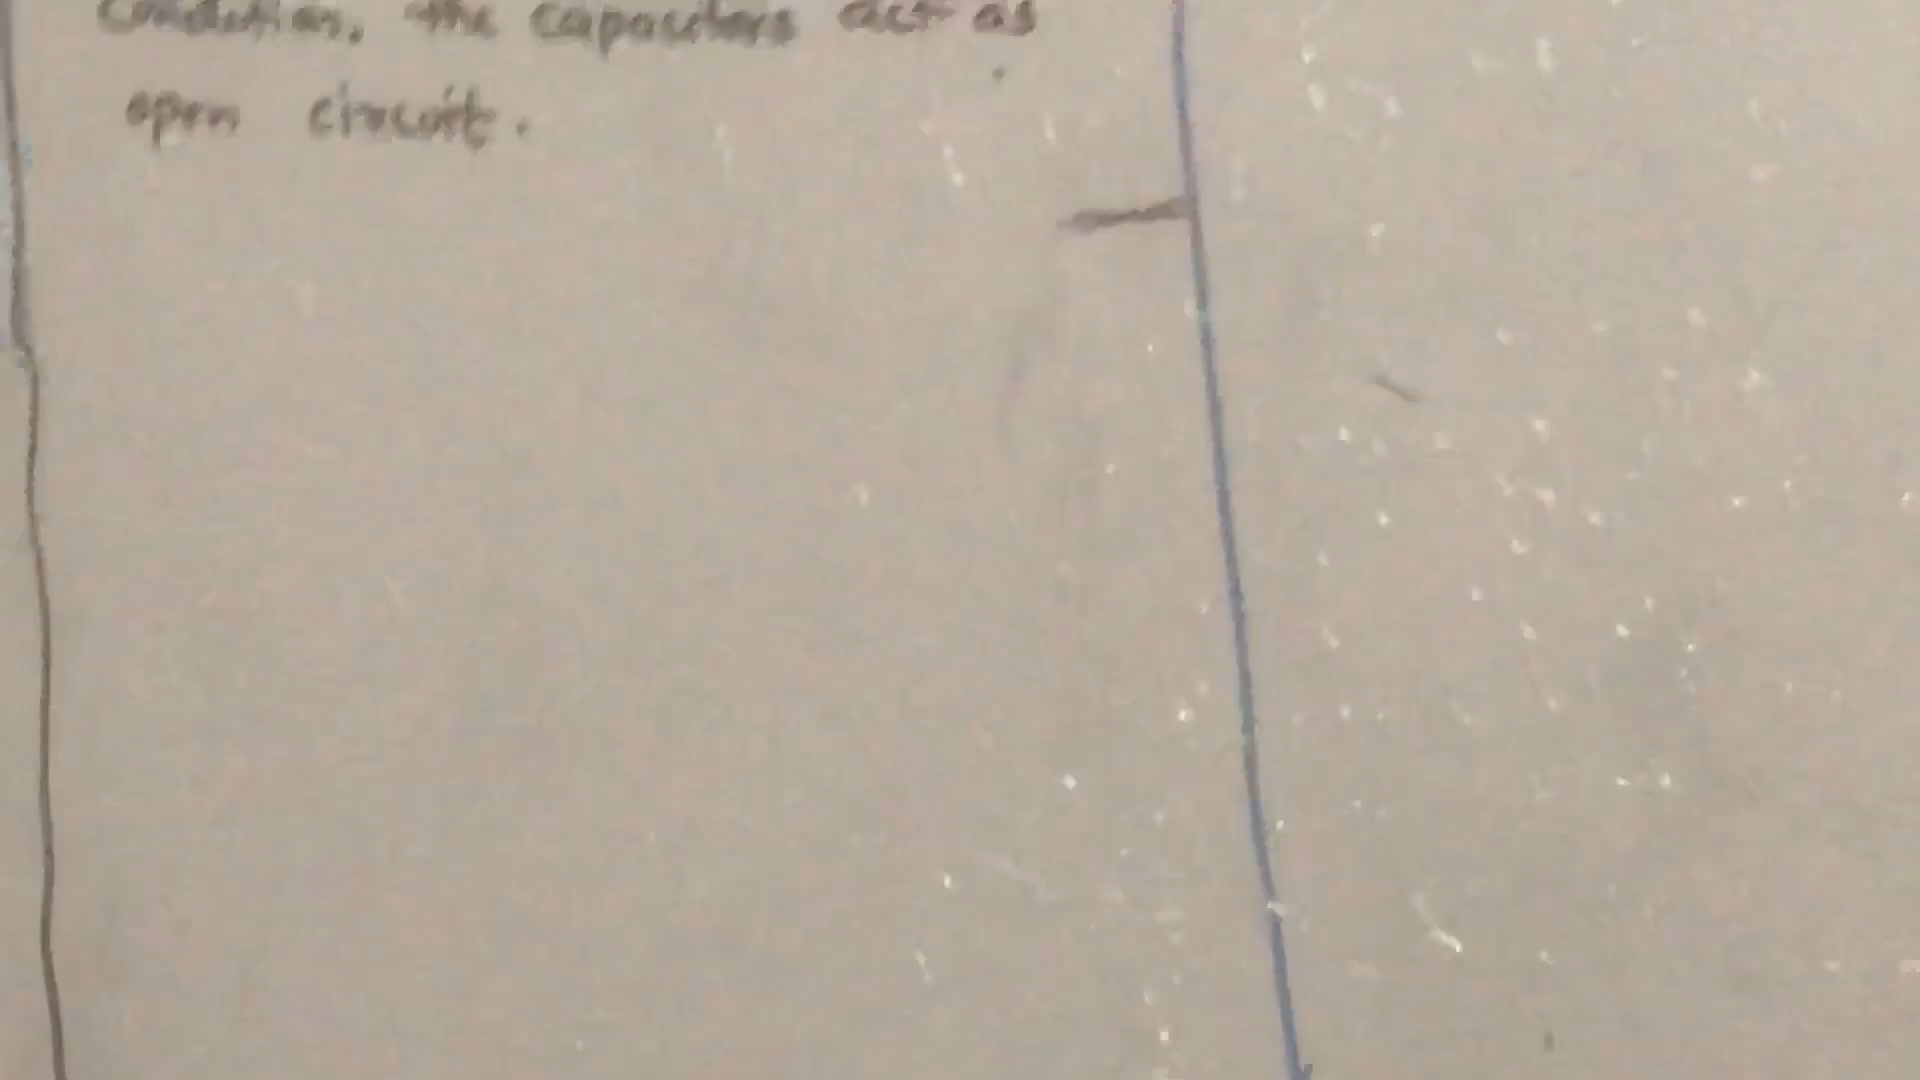 Condition, the capacitors act as
open circuit.